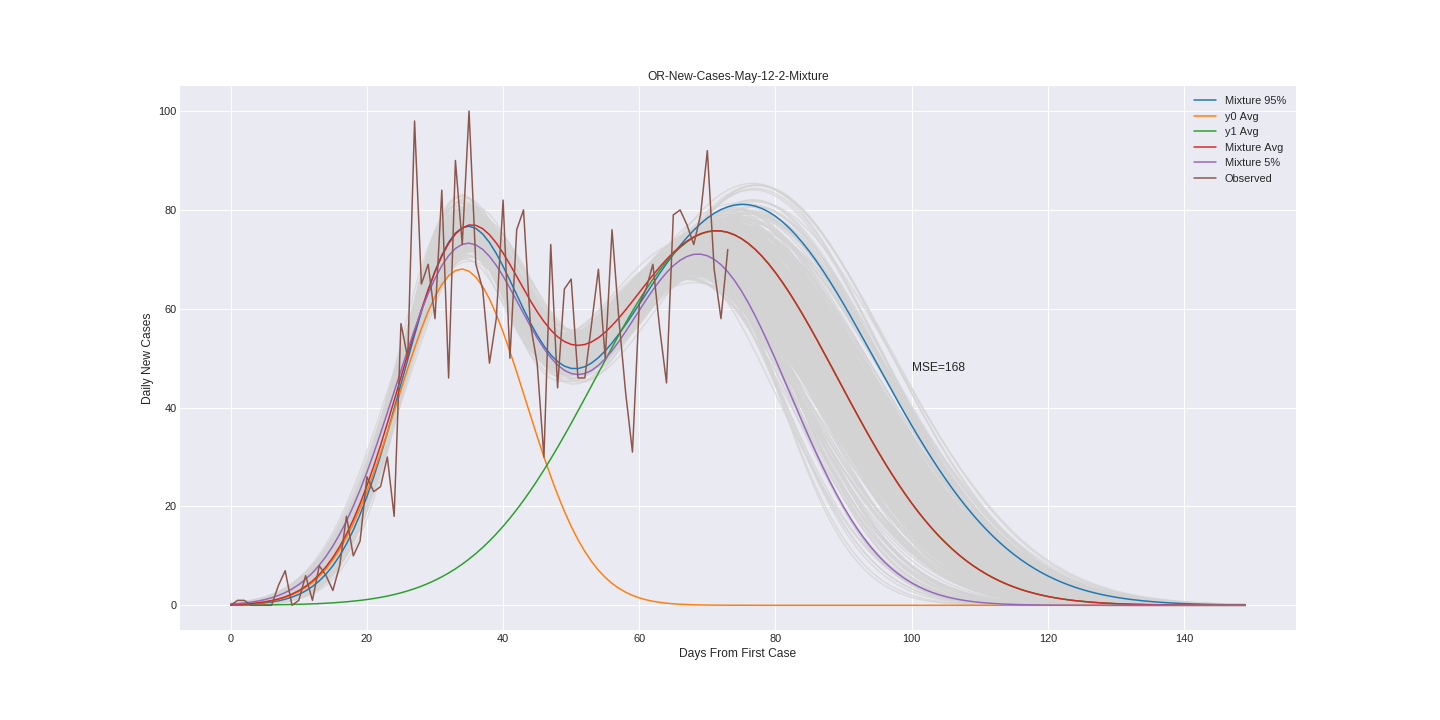 OR-New-Cases-May-12-2-Mixture
Mixture 95%
y0 Avg
y1 Avg
Mixture Avg
Mixture 5%
Observed
100
80
60
40
20
0
Daily New Cases
MSE=168
0 20 40 60 80 100 120 140
Days From First Case